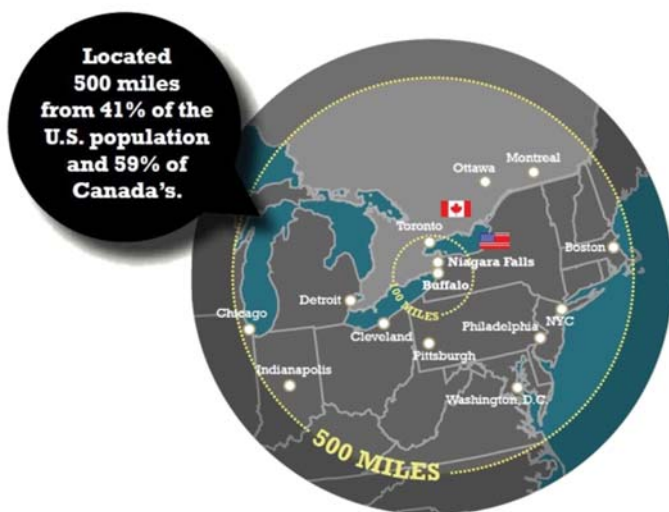 Located
500 miles
from 41% of the
U.S. population
and 59% of
Canada's.
Ottawa
Montreal
Toronto
Niagara Falls
Buffalo
Boston
Detroit
Chicago
Cleveland
NYC
Philadelphia
Pittsburgh
Indianapolis
Washington, D.C.
00 MILES
500 MILES